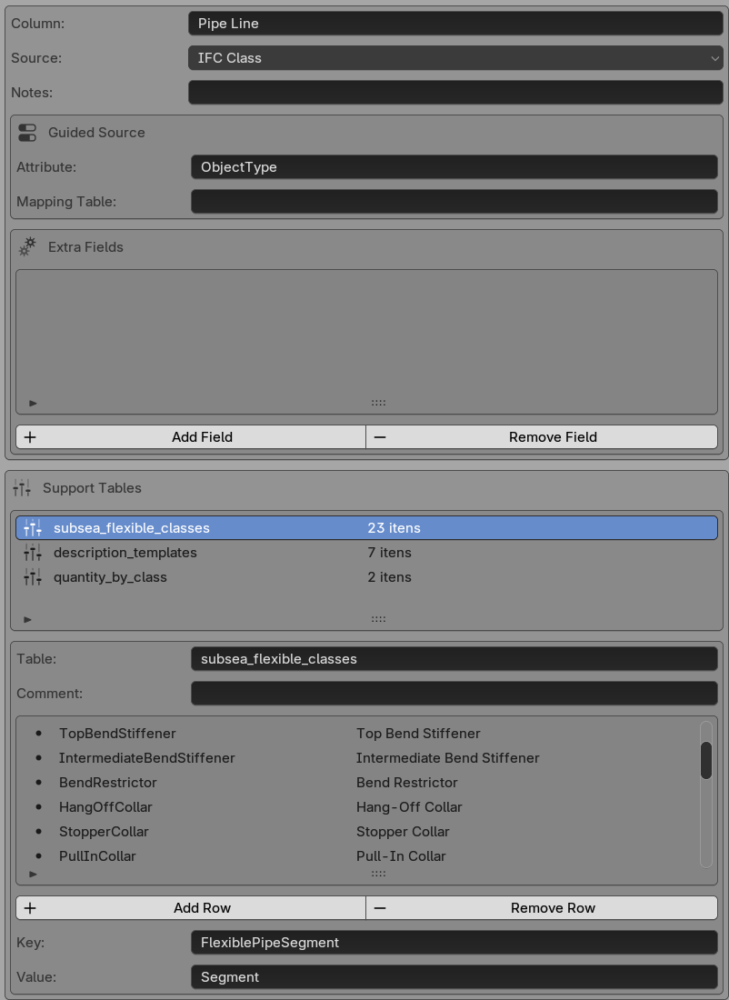 Column: Pipe Line
Source: IFC Class
Notes:
Guided Source
Attribute: ObjectType
Mapping Table:
Extra Fields
Add Field Remove Field
Support Tables
subsea_flexible_classes 23 itens
description_templates 7 itens
quantity_by_class 2 itens
Table: subsea_flexible_classes
Comment:
• TopBendStiffener Top Bend Stiffener
• IntermediateBendStiffener Intermediate Bend Stiffener
• BendRestrictor Bend Restrictor
• HangOffCollar Hang-Off Collar
• StopperCollar Stopper Collar
• PullInCollar Pull-In Collar
Add Row Remove Row
Key: FlexiblePipeSegment
Value: Segment